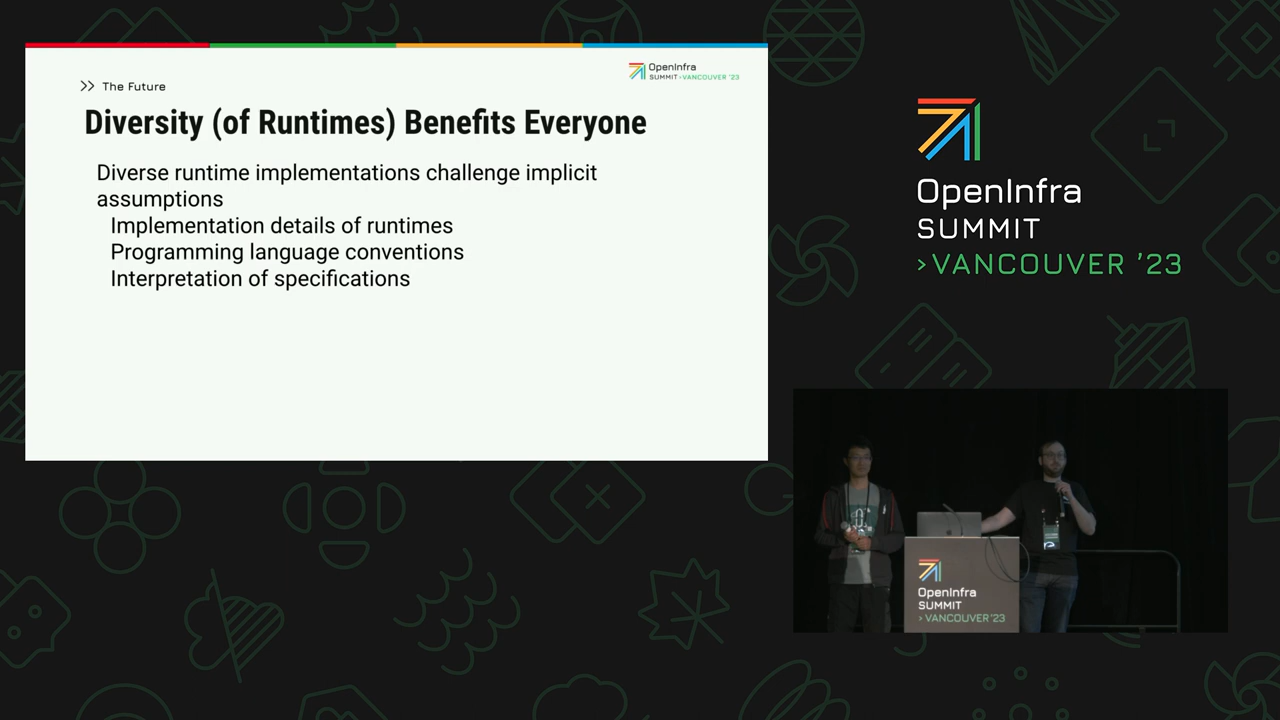 >> The Future
OpenInfra
SUMMIT >VANCOUVER '23
Diversity (of Runtimes) Benefits Everyone
Diverse runtime implementations challenge implicit
assumptions
Implementation details of runtimes
Programming language conventions
Interpretation of specifications
OpenInfra
SUMMIT
>VANCOUVER '23
OpenInfra
SUMMIT
>VANCOUVER '23